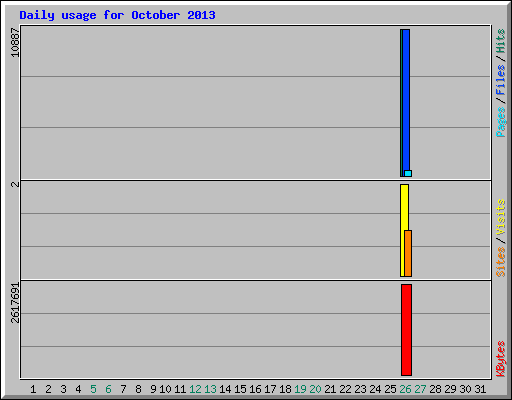 Daily usage for October 2013
10887
2
2617691
Pages/Files/Hits
Sites/Visits
KBytes
1 2 3 4 5 6 7 8 9 10 11 12 13 14 15 16 17 18 19 20 21 22 23 24 25 26 27 28 29 30 31